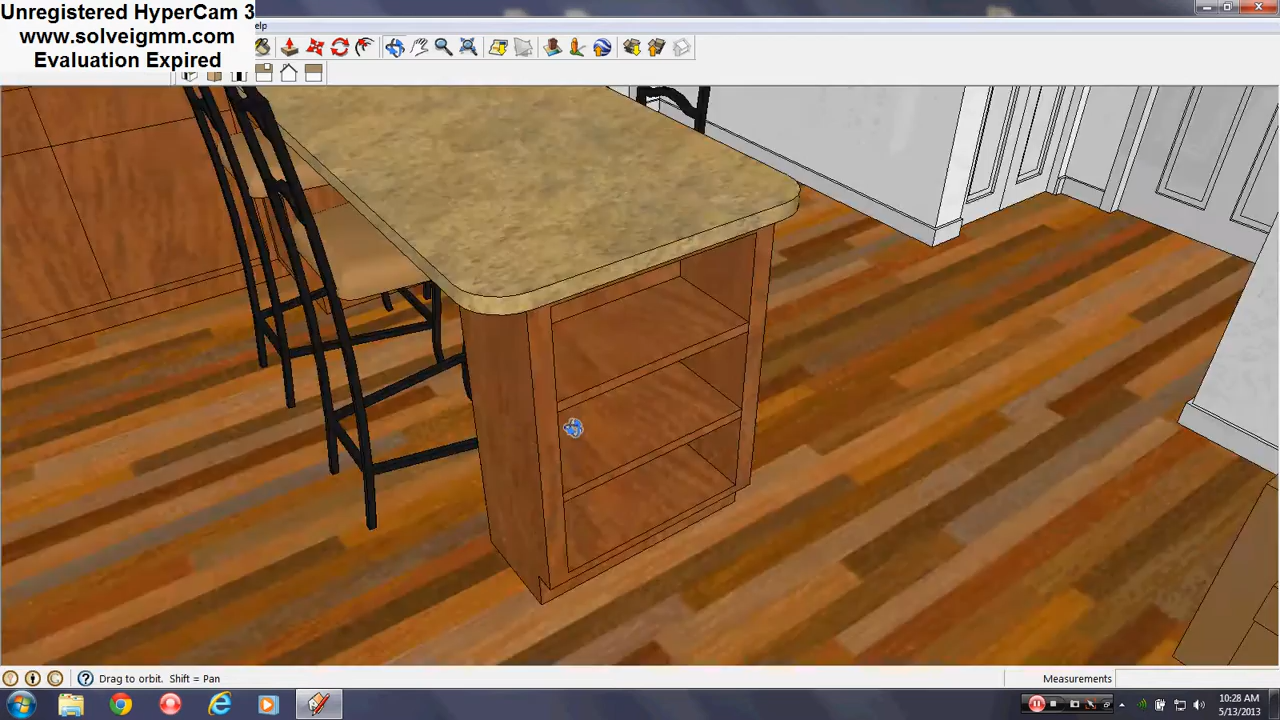 Unregistered HyperCam 3
www.solveigmm.com
Evaluation Expired
elp
Drag to orbit. Shift = Pan
Measurements
10:28 AM
5/13/2013